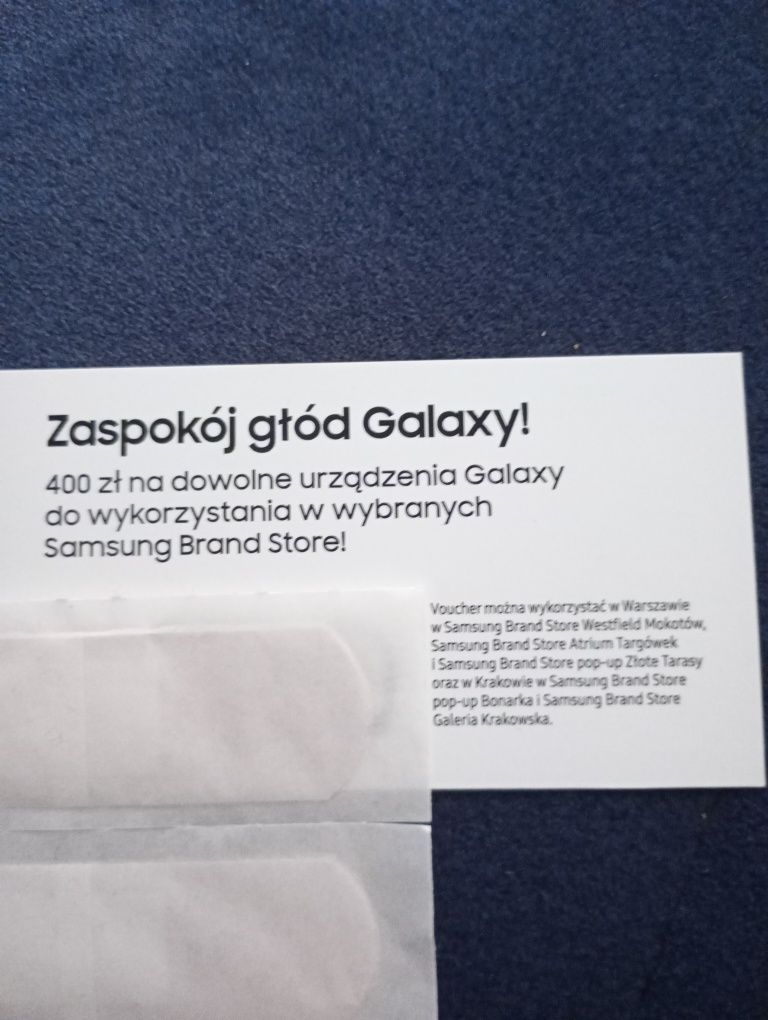 Zaspokój głód Galaxy!
400 zł na dowolne urządzenia Galaxy
do wykorzystania w wybranych
Samsung Brand Store!
Voucher można wykorzystać w Warszawie
w Samsung Brand Store Westfield Mokotów,
Samsung Brand Store Atrium Targówek
i Samsung Brand Store pop-up Złote Tarasy
oraz w Krakowie w Samsung Brand Store
pop-up Bonarka i Samsung Brand Store
Galeria Krakowska.